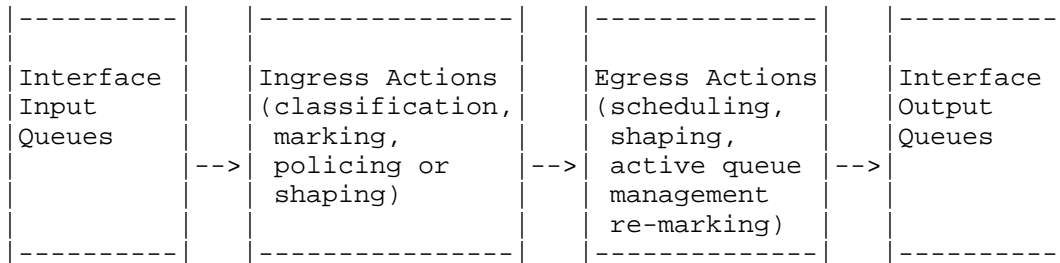 |----------| |----------------| |--------------| |----------
| | | | | | |
|Interface | |Ingress Actions | |Egress Actions| |Interface
|Input | |(classification,| |(scheduling, | |Output
|Queues | | marking, | | shaping, | |Queues
| |-->| policing or |-->| active queue |-->|
| | | shaping) | | management | |
| | | | | re-marking) | |
|----------| |----------------| |--------------| |----------